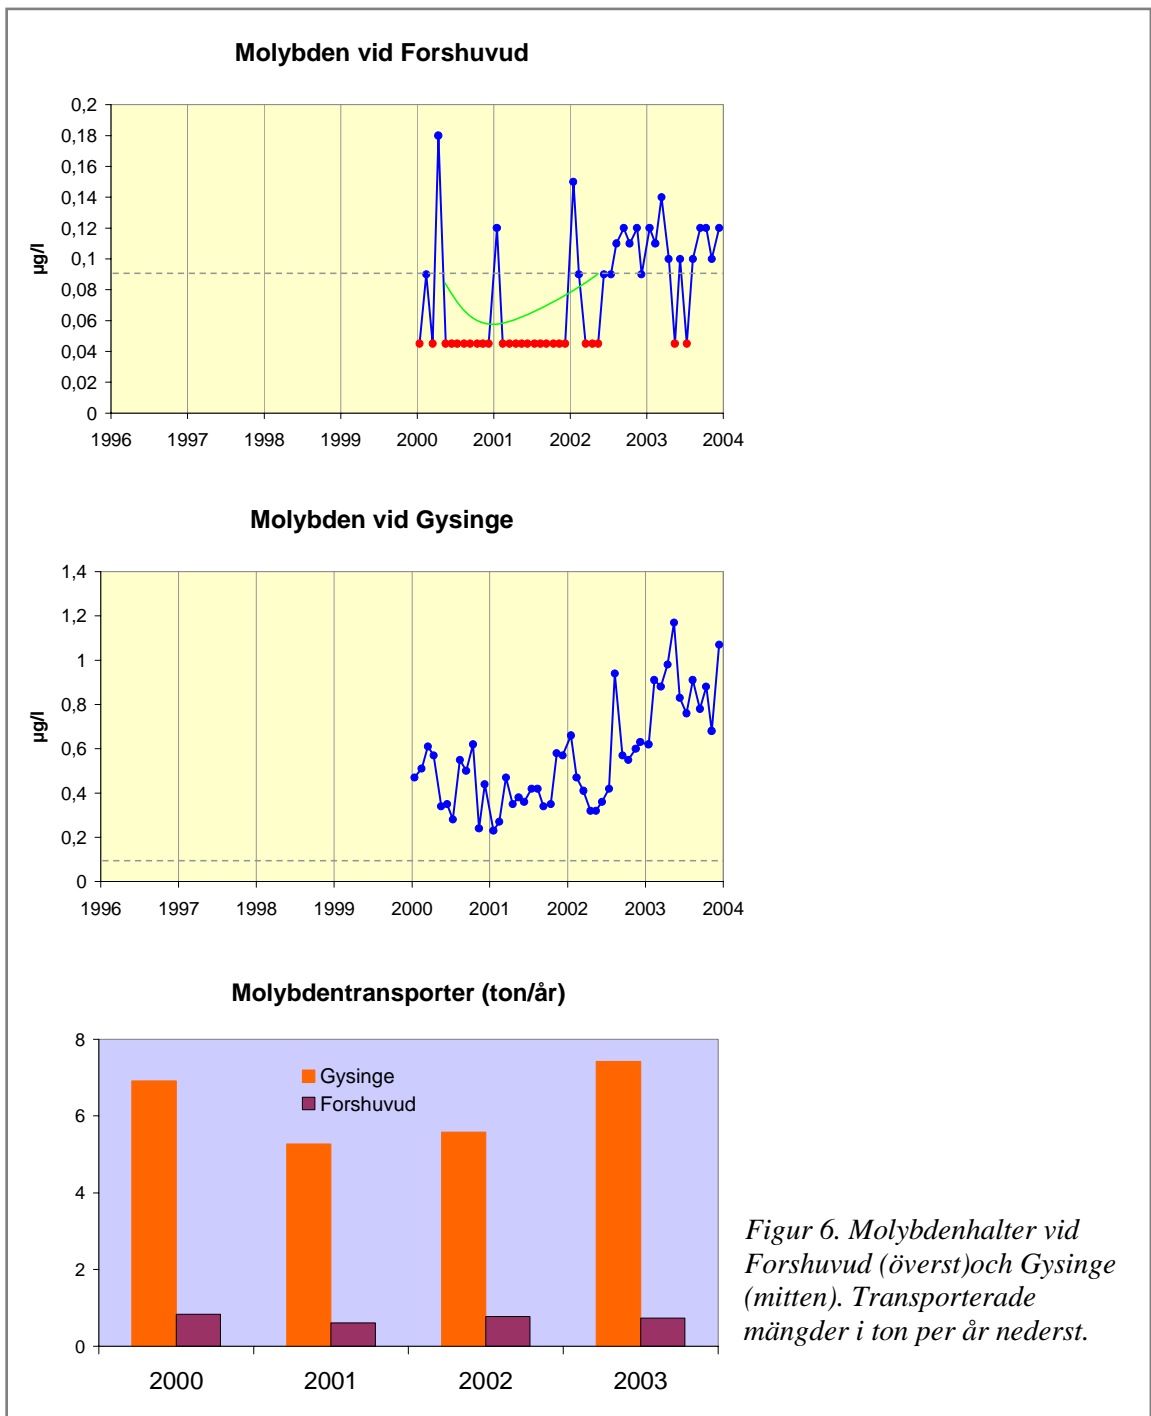 Molybden vid Forshuvud
0,2
0,18
0,16
0,14
0,12
0,1
0,08
0,06
0,04
0,02
0
µg/l
1996 1997 1998 1999 2000 2001 2002 2003 2004
Molybden vid Gysinge
1,4
1,2
1
0,8
0,6
0,4
0,2
0
µg/l
1996 1997 1998 1999 2000 2001 2002 2003 2004
Molybdentransporter (ton/år)
8
6
4
2
0
Gysinge
Forshuvud
2000 2001 2002 2003
Figur 6. Molybdenhalter vid
Forshuvud (överst)och Gysinge
(mitten). Transporterade
mängder i ton per år nederst.